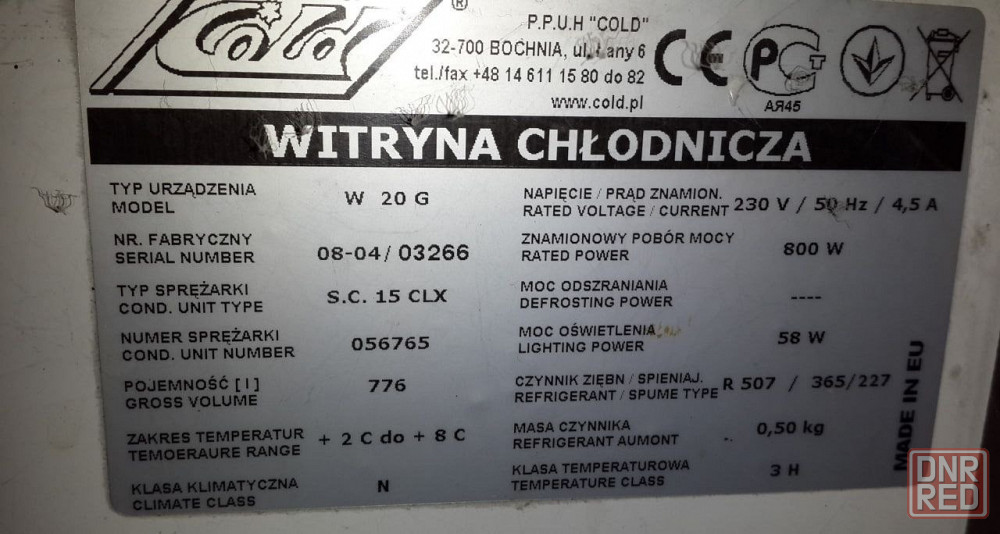 COLD ®
P.P.U.H "COLD"
32-700 BOCHNIA, ul. Łany 6
tel./fax +48 14 611 15 80 do 82
www.cold.pl
CE
PG
АЯ45
WITRYNA CHŁODNICZA
TYP URZĄDZENIA
MODEL
W 20 G
NR. FABRYCZNY
SERIAL NUMBER
08-04/ 03266
TYP SPRĘŻARKI
COND. UNIT TYPE
S.C. 15 CLX
NUMER SPRĘŻARKI
COND. UNIT NUMBER
056765
POJEMNOŚĆ [ l ]
GROSS VOLUME
776
ZAKRES TEMPERATUR
TEMOERAURE RANGE
+ 2 C do + 8 C
KLASA KLIMATYCZNA
CLIMATE CLASS
N
NAPIĘCIE / PRĄD ZNAMION.
RATED VOLTAGE / CURRENT
230 V / 50 Hz / 4,5 A
ZNAMIONOWY POBÓR MOCY
RATED POWER
800 W
MOC ODSZRANIANIA
DEFROSTING POWER
----
MOC OŚWIETLENIA
LIGHTING POWER
58 W
CZYNNIK ZIĘBN / SPIENIAJ.
REFRIGERANT / SPUME TYPE
R 507 / 365/227
MASA CZYNNIKA
REFRIGERANT AUMONT
0,50 kg
KLASA TEMPERATUROWA
TEMPERATURE CLASS
3 H
MADE IN EU
DNR
RED